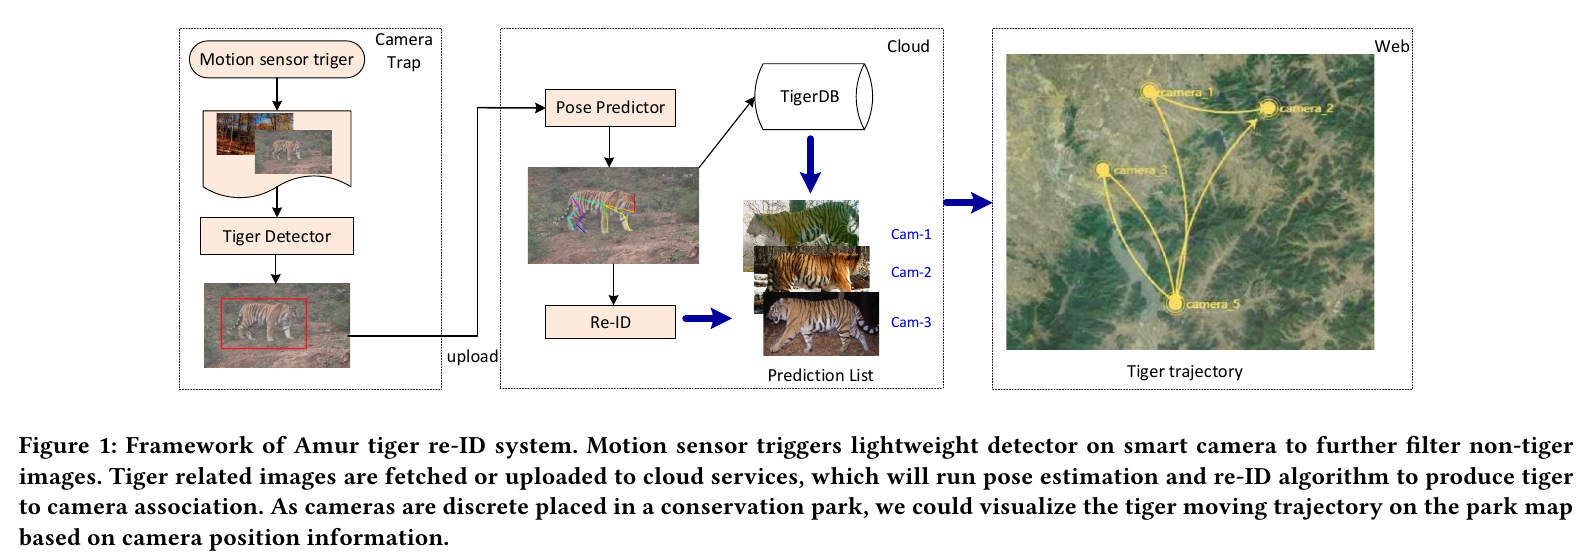 Camera
Trap
Motion sensor triger
Tiger Detector
upload
Cloud
Pose Predictor
TigerDB
Re-ID
Cam-1
Cam-2
Cam-3
Prediction List
Web
camera_1
camera_2
camera_3
camera_5
Tiger trajectory
Figure 1: Framework of Amur tiger re-ID system. Motion sensor triggers lightweight detector on smart camera to further filter non-tiger
images. Tiger related images are fetched or uploaded to cloud services, which will run pose estimation and re-ID algorithm to produce tiger
to camera association. As cameras are discrete placed in a conservation park, we could visualize the tiger moving trajectory on the park map
based on camera position information.